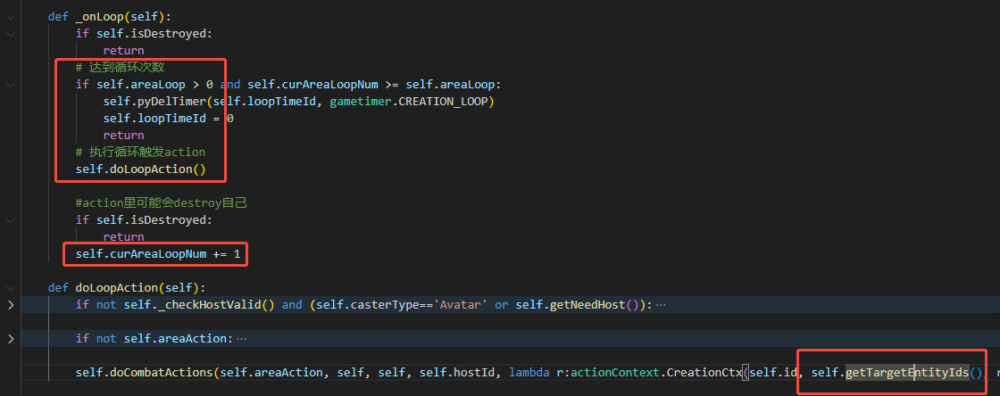 def _onLoop(self):
if self.isDestroyed:
return
# 达到循环次数
if self.areaLoop > 0 and self.curAreaLoopNum >= self.areaLoop:
self.pyDelTimer(self.loopTimeId, gametimer.CREATION_LOOP)
self.loopTimeId = 0
return
# 执行循环触发action
self.doLoopAction()
#action里可能会destroy自己
if self.isDestroyed:
return
self.curAreaLoopNum += 1
def doLoopAction(self):
if not self._checkHostValid() and (self.casterType=='Avatar' or self.getNeedHost()):…
if not self.areaAction:…
self.doCombatActions(self.areaAction, self, self, self.hostId, lambda r:actionContext.CreationCtx(self.id, self.getTargetEntityIds()